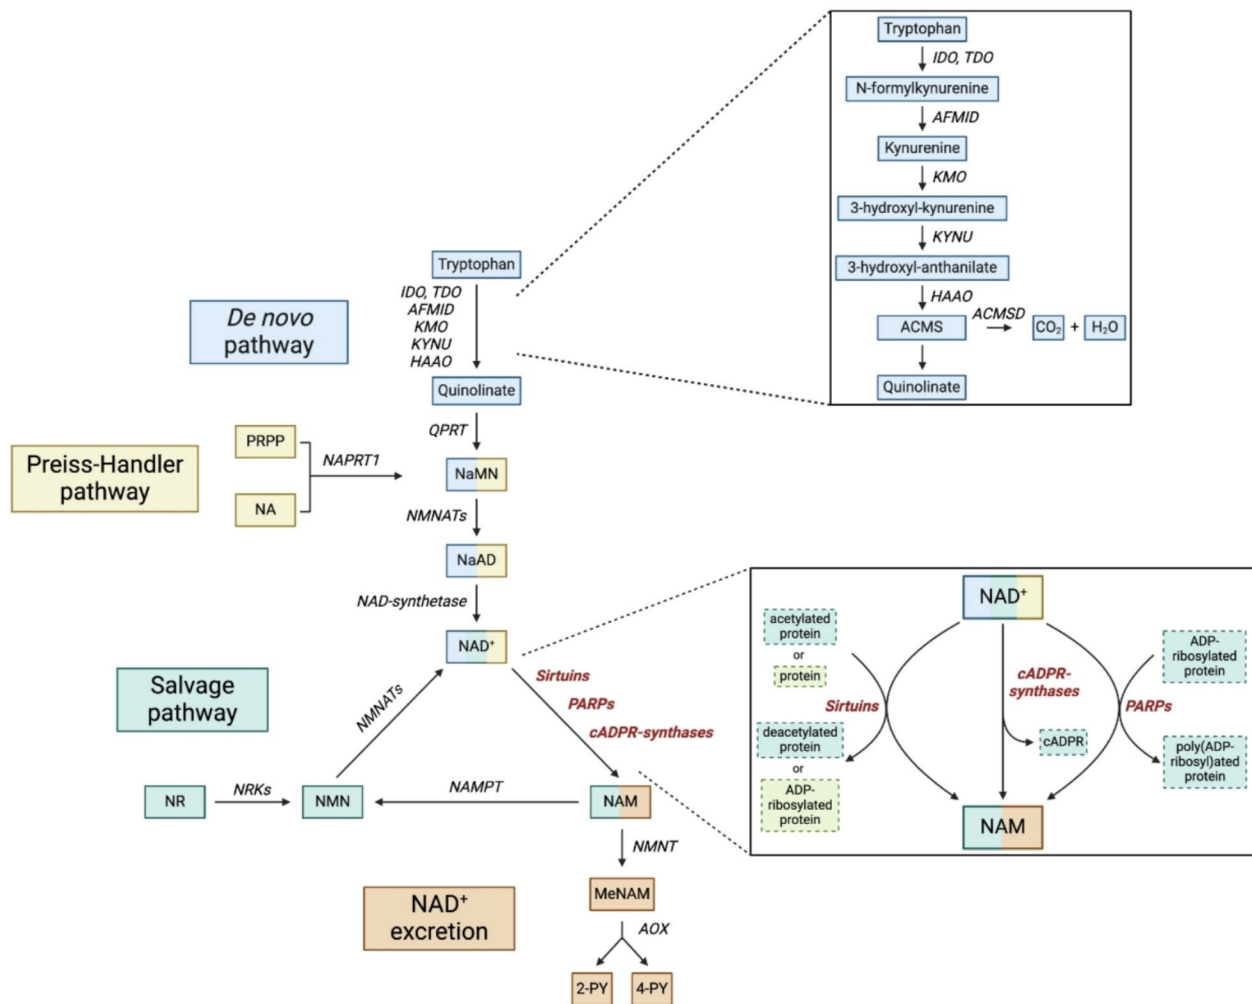 Tryptophan
IDO, TDO
N-formylkynurenine
AFMID
Kynurenine
KMO
3-hydroxyl-kynurenine
KYNU
3-hydroxyl-anthanilate
HAAO
ACMS
ACMSD
CO₂ + H₂O
Quinolinate
De novo
pathway
Tryptophan
IDO, TDO
AFMID
KMO
KYNU
HAAO
Quinolinate
QPRT
Preiss-Handler
pathway
PRPP
NA
NAPRT1
NaMN
NMNATs
NaAD
NAD-synthetase
NAD⁺
Salvage
pathway
NMNATs
Sirtuins
PARPs
cADPR-synthases
NR
NRKs
NMN
NAMPT
NAM
NMNT
NAD⁺
excretion
MeNAM
AOX
2-PY
4-PY
NAD⁺
acetylated
protein
or
protein
Sirtuins
deacetylated
protein
or
ADP-
ribosylated
protein
cADPR-
synthases
cADPR
ADP-
ribosylated
protein
PARPs
poly(ADP-
ribosyl)ated
protein
NAM